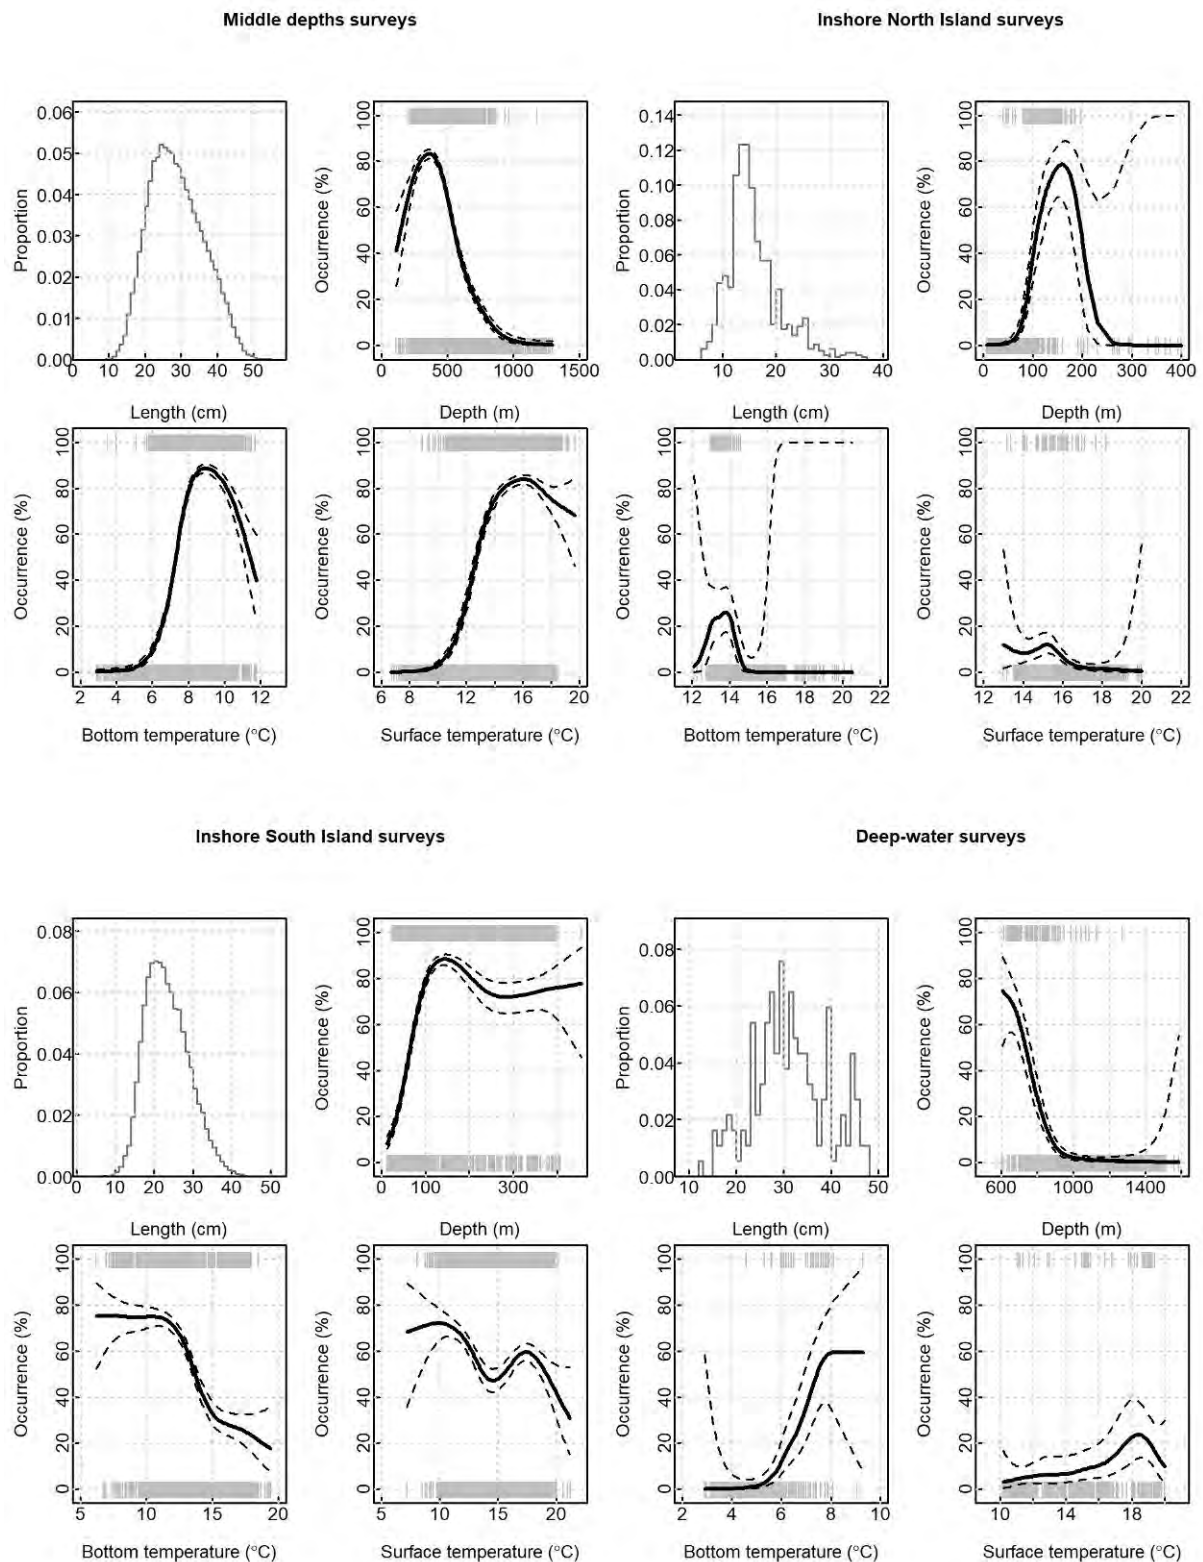 Middle depths surveys
Proportion
0.06
0.05
0.04
0.03
0.02
0.01
0.00
0 10 20 30 40 50
Length (cm)
Occurrence (%)
100
80
60
40
20
0
0 500 1000 1500
Depth (m)
Occurrence (%)
100
80
60
40
20
0
2 4 6 8 10 12
Bottom temperature (°C)
Occurrence (%)
100
80
60
40
20
0
6 8 12 16 20
Surface temperature (°C)
Inshore North Island surveys
Proportion
0.14
0.12
0.10
0.08
0.06
0.04
0.02
0.00
10 20 30 40
Length (cm)
Occurrence (%)
100
80
60
40
20
0
0 100 200 300 400
Depth (m)
Occurrence (%)
100
80
60
40
20
0
12 14 16 18 20 22
Bottom temperature (°C)
Occurrence (%)
100
80
60
40
20
0
12 14 16 18 20 22
Surface temperature (°C)
Inshore South Island surveys
Proportion
0.08
0.06
0.04
0.02
0.00
0 10 20 30 40 50
Length (cm)
Occurrence (%)
100
80
60
40
20
0
0 100 300
Depth (m)
Occurrence (%)
100
80
60
40
20
0
5 10 15 20
Bottom temperature (°C)
Occurrence (%)
100
80
60
40
20
0
5 10 15 20
Surface temperature (°C)
Deep-water surveys
Proportion
0.08
0.06
0.04
0.02
0.00
10 20 30 40 50
Length (cm)
Occurrence (%)
100
80
60
40
20
0
600 1000 1400
Depth (m)
Occurrence (%)
100
80
60
40
20
0
2 4 6 8 10
Bottom temperature (°C)
Occurrence (%)
100
80
60
40
20
0
10 14 18
Surface temperature (°C)